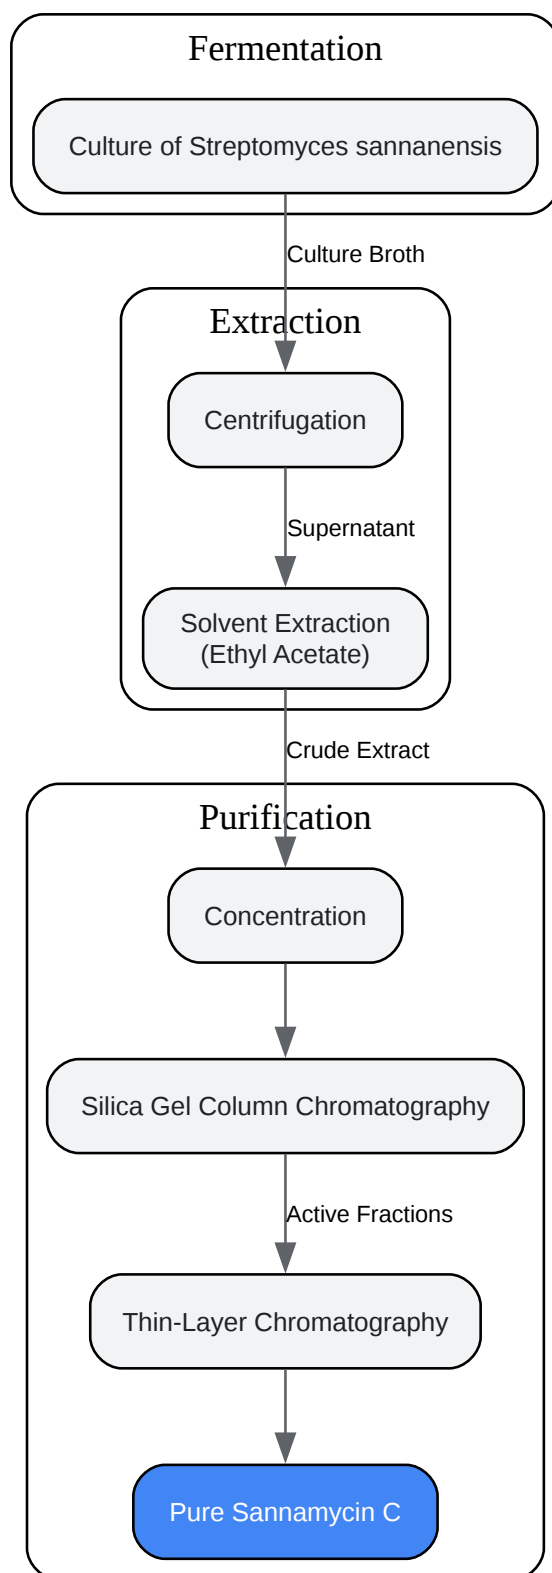 Fermentation
Culture of Streptomyces sannanensis
Culture Broth
Extraction
Centrifugation
Supernatant
Solvent Extraction
(Ethyl Acetate)
Crude Extract
Purification
Concentration
Silica Gel Column Chromatography
Active Fractions
Thin-Layer Chromatography
Pure Sannamycin C